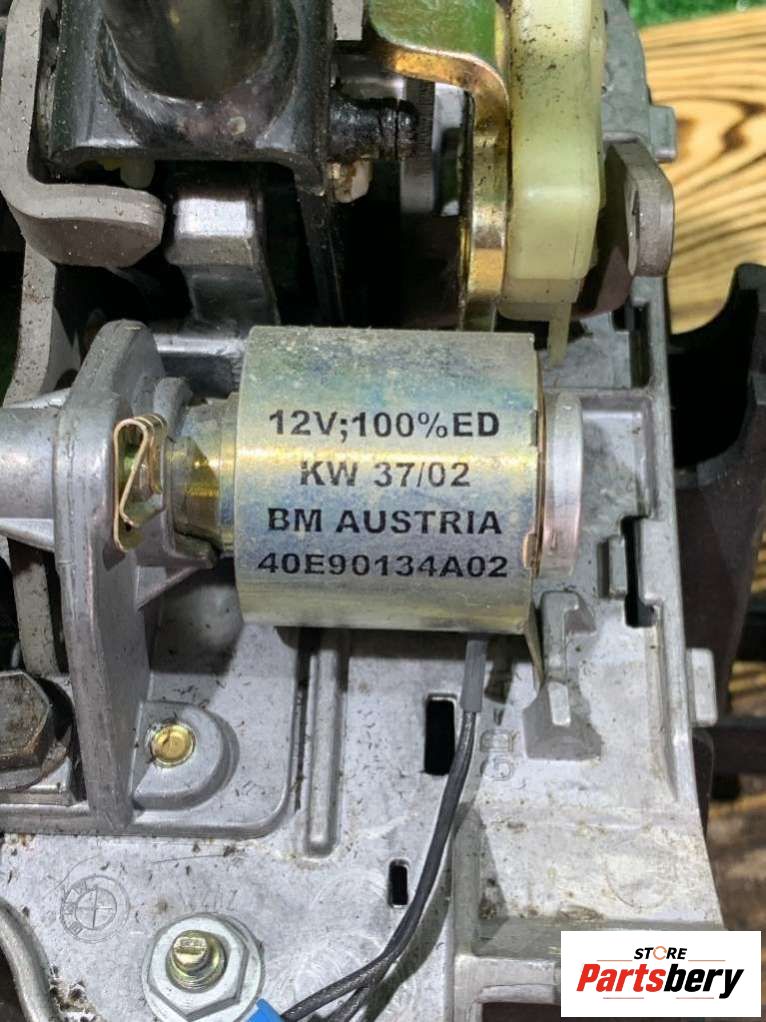 12V;100%ED
KW 37/02
BM AUSTRIA
40E90134A02
STORE
Partsbery